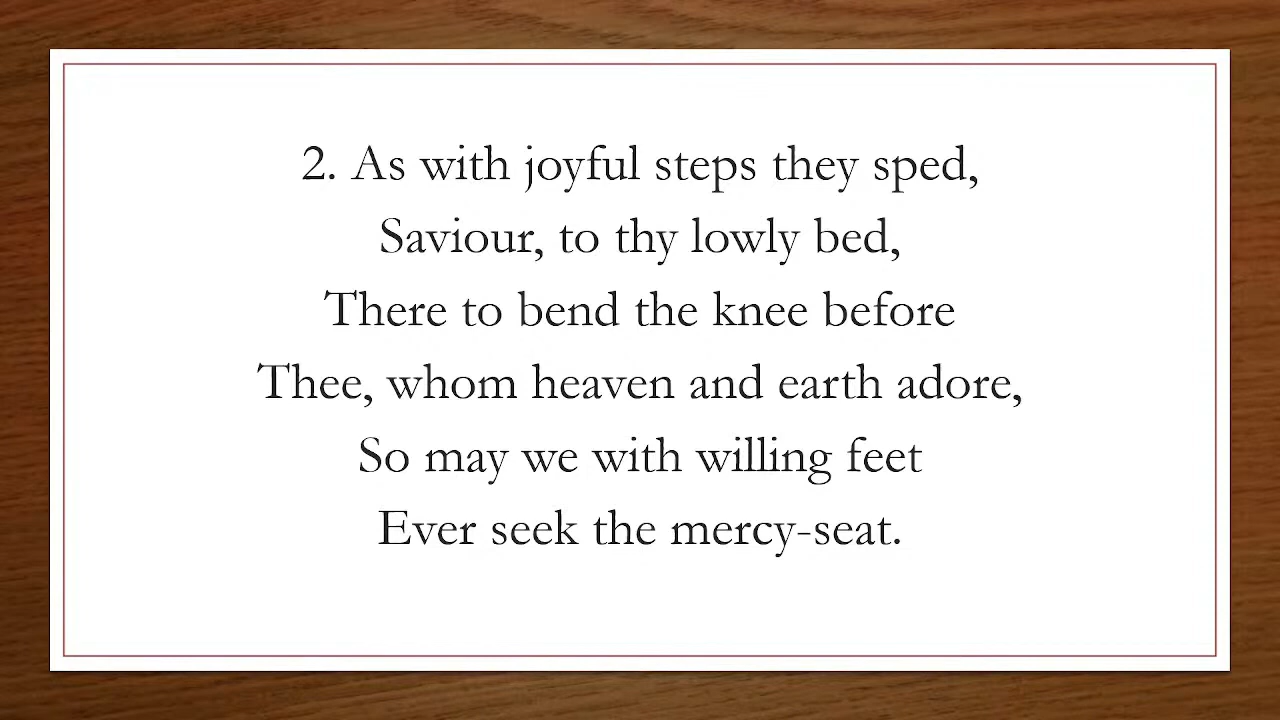 2. As with joyful steps they sped,
Saviour, to thy lowly bed,
There to bend the knee before
Thee, whom heaven and earth adore,
So may we with willing feet
Ever seek the mercy-seat.